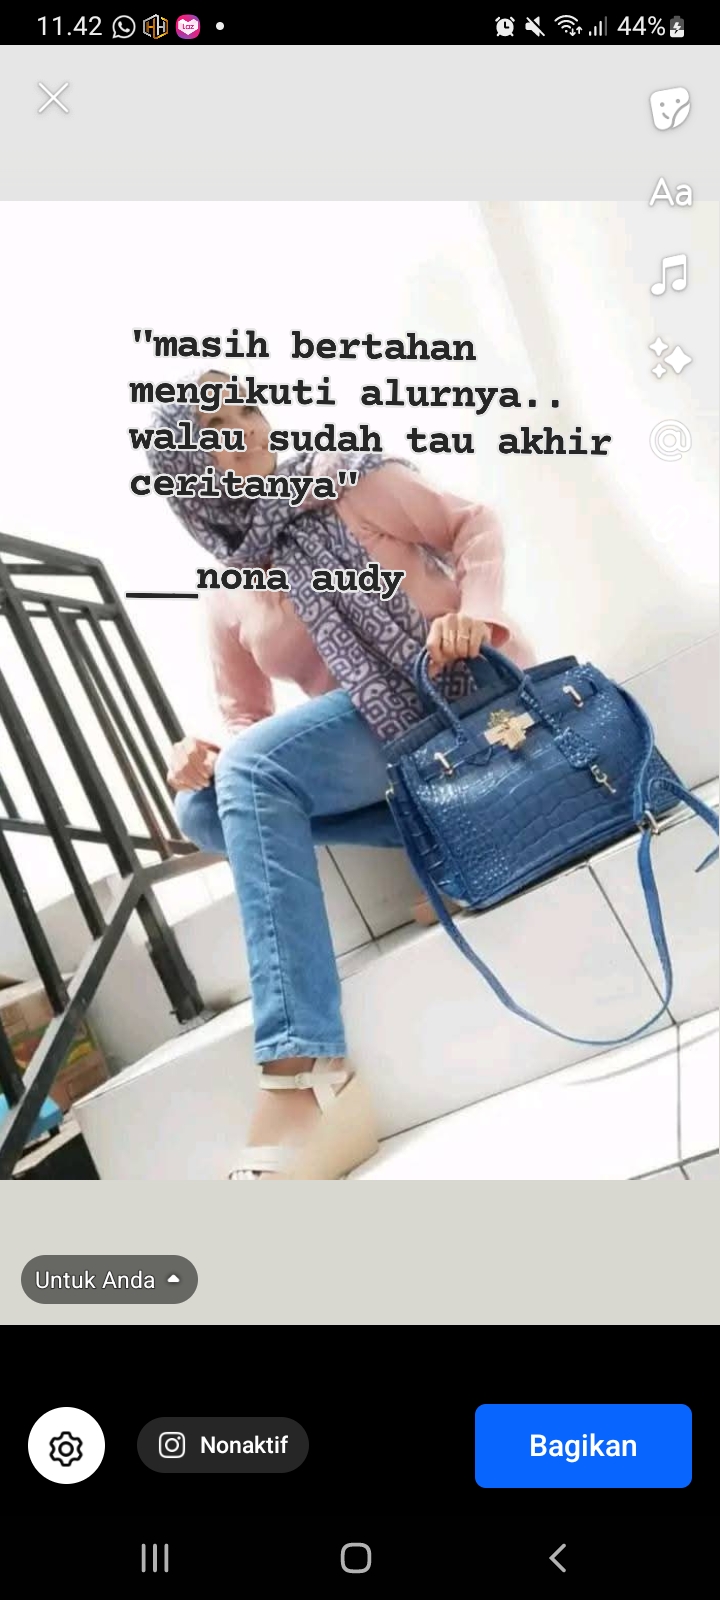 11.42
Laz
44%
Aa
"masih bertahan
mengikuti alurnya..
walau sudah tau akhir
ceritanya"
___nona audy
Untuk Anda
Nonaktif
Bagikan